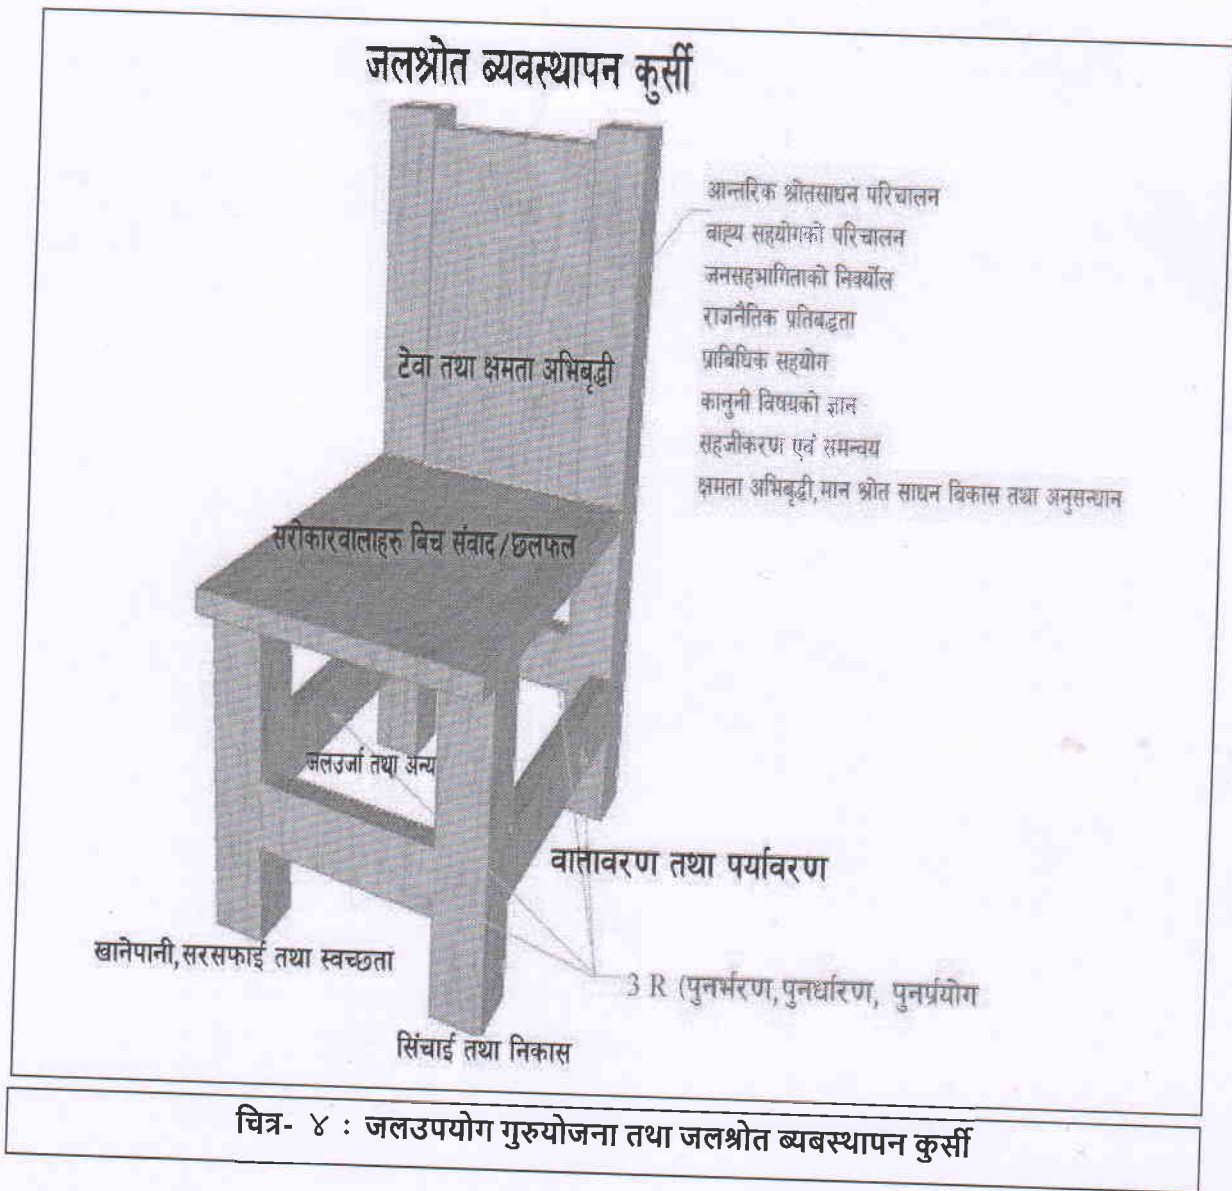 जलश्रोत ब्यवस्थापन कुर्सी
आन्तरिक श्रोतसाधन परिचालन
बाह्य सहयोगको परिचालन
जनसहभागिताको निर्क्यौल
राजनैतिक प्रतिबद्धता
प्राबिधिक सहयोग
कानुनी विषयको ज्ञान
सहजीकरण एवं समन्वय
क्षमता अभिबृद्धी,मान श्रोत साधन बिकास तथा अनुसन्धान
टेवा तथा क्षमता अभिबृद्धी
सरोकारवालाहरु बिच संवाद/छलफल
जलउर्जा तथा अन्य
वातावरण तथा पर्यावरण
खानेपानी,सरसफाई तथा स्वच्छता
3 R (पुनर्भरण,पुनर्धारण, पुनर्प्रयोग
सिंचाई तथा निकास
चित्र- ४ : जलउपयोग गुरुयोजना तथा जलश्रोत ब्यबस्थापन कुर्सी